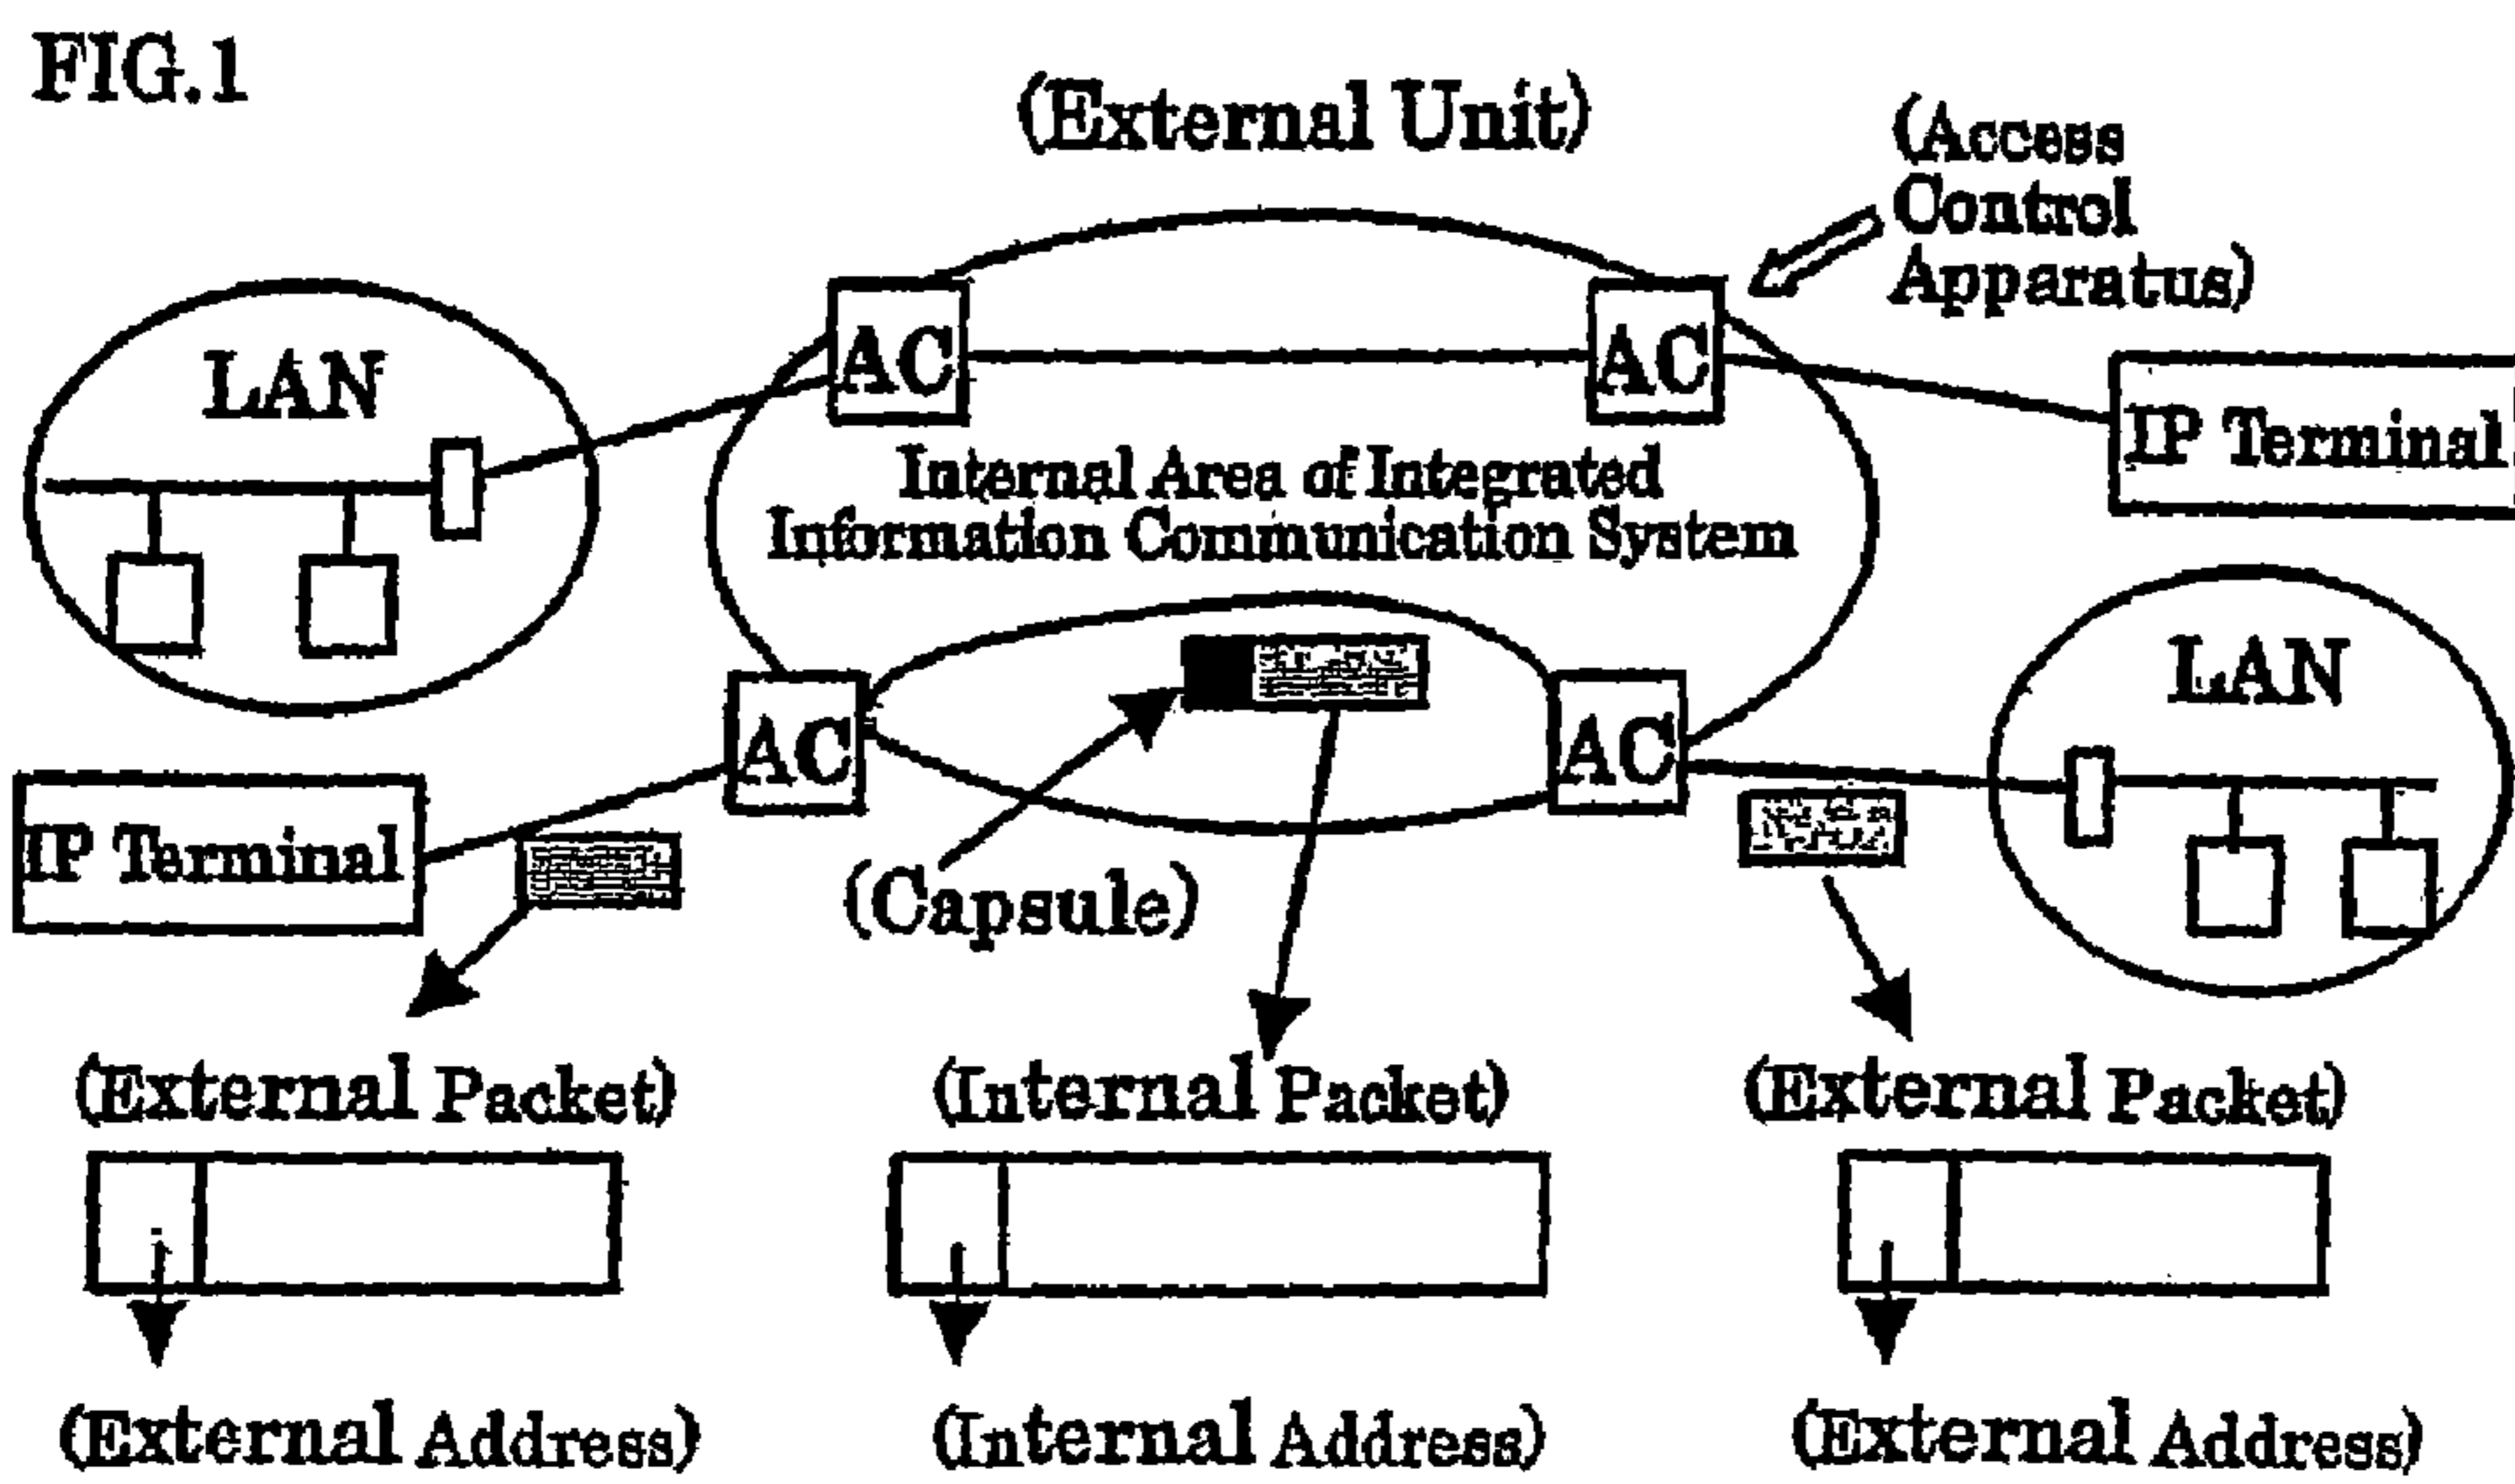 FIG.1
(External Unit)
(Access
Control
Apparatus)
LAN
AC
AC
IP Terminal
Internal Area of Integrated
Information Communication System
LAN
AC
AC
IP Terminal
(Capsule)
(External Packet)
(Internal Packet)
(External Packet)
(External Address)
(Internal Address)
(External Address)